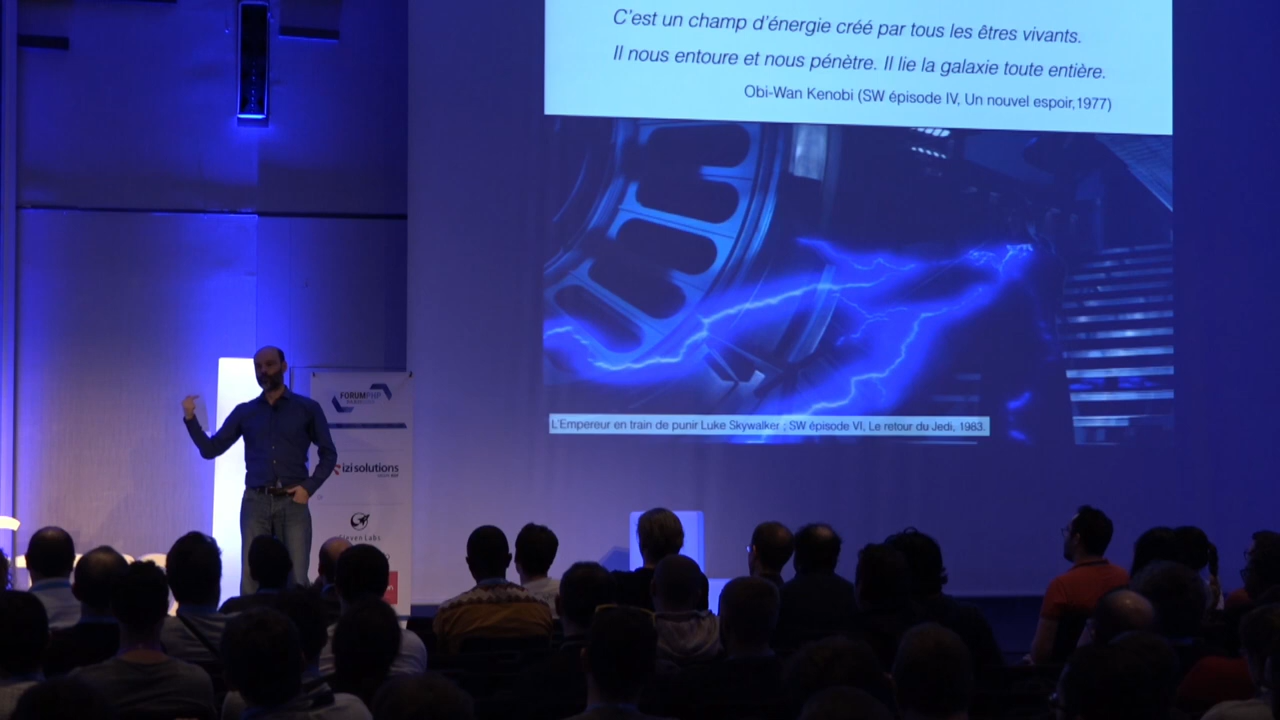 C'est un champ d'énergie créé par tous les êtres vivants.
Il nous entoure et nous pénètre. Il lie la galaxie toute entière.
Obi-Wan Kenobi (SW épisode IV, Un nouvel espoir,1977)
L'Empereur en train de punir Luke Skywalker ; SW épisode VI, Le retour du Jedi, 1983.
FORUMPHP
izi solutions